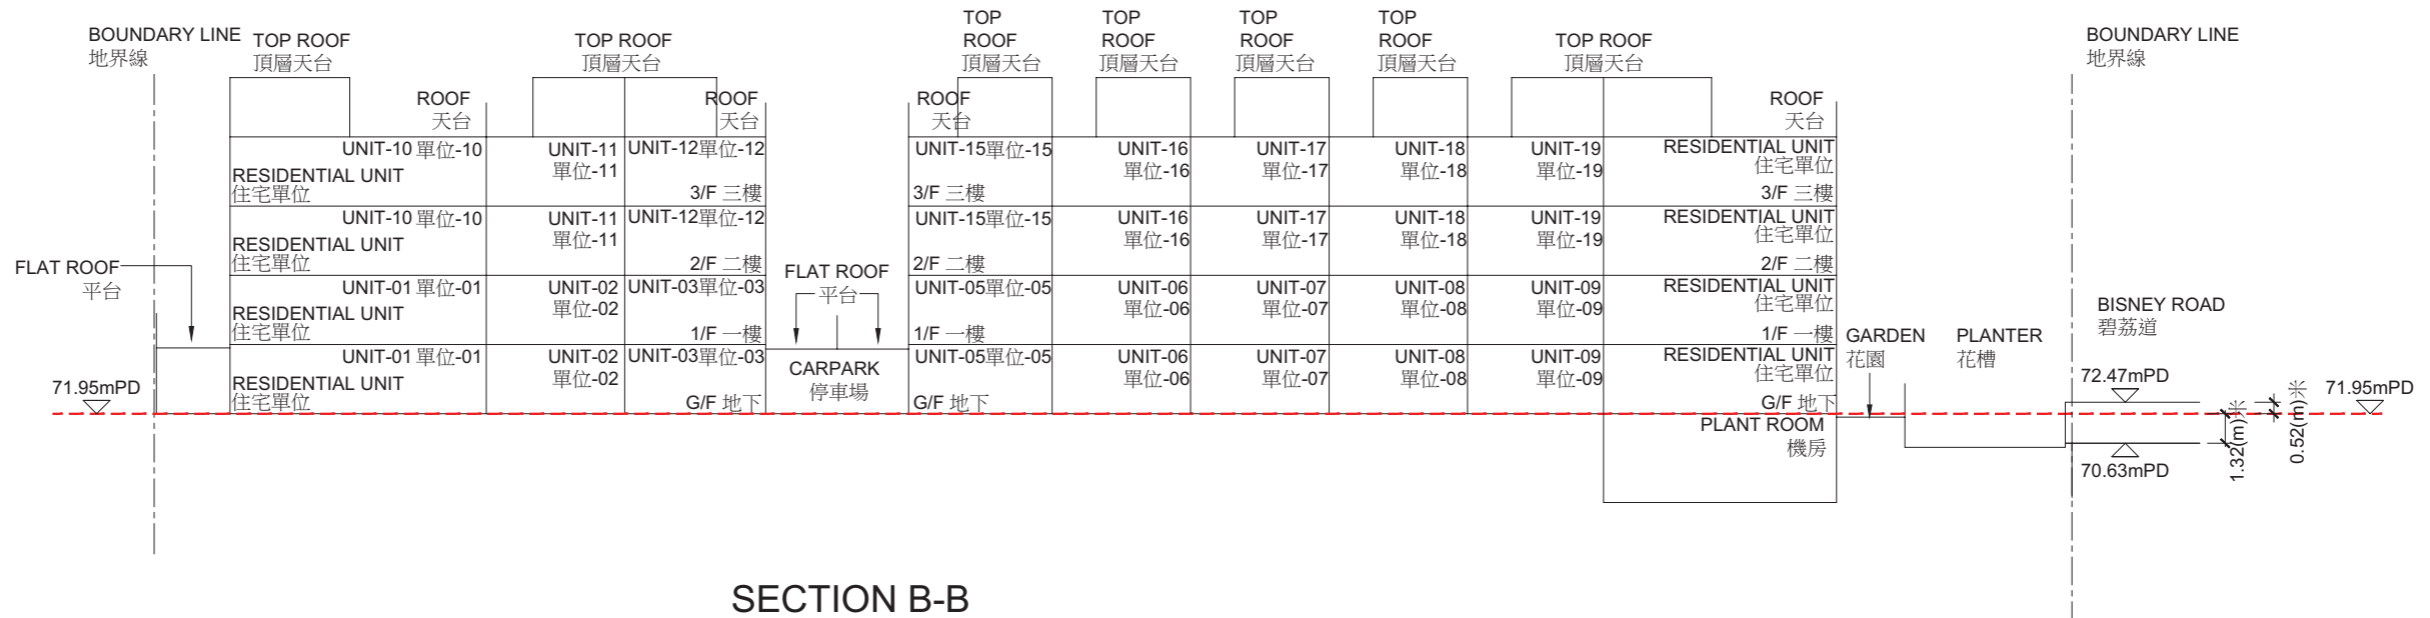 BOUNDARY LINE
地界線
TOP ROOF
頂層天台
TOP ROOF
頂層天台
TOP
ROOF
頂層天台
TOP
ROOF
頂層天台
TOP
ROOF
頂層天台
TOP
ROOF
頂層天台
TOP ROOF
頂層天台
BOUNDARY LINE
地界線
ROOF
天台
ROOF
天台
ROOF
天台
ROOF
天台
UNIT-10 單位-10
RESIDENTIAL UNIT
住宅單位
UNIT-11
單位-11
UNIT-12單位-12
3/F 三樓
UNIT-15單位-15
3/F 三樓
UNIT-16
單位-16
UNIT-17
單位-17
UNIT-18
單位-18
UNIT-19
單位-19
RESIDENTIAL UNIT
住宅單位
3/F 三樓
UNIT-10 單位-10
RESIDENTIAL UNIT
住宅單位
UNIT-11
單位-11
UNIT-12單位-12
2/F 二樓
UNIT-15單位-15
2/F 二樓
UNIT-16
單位-16
UNIT-17
單位-17
UNIT-18
單位-18
UNIT-19
單位-19
RESIDENTIAL UNIT
住宅單位
2/F 二樓
FLAT ROOF
平台
UNIT-01 單位-01
RESIDENTIAL UNIT
住宅單位
UNIT-02
單位-02
UNIT-03單位-03
1/F 一樓
FLAT ROOF
平台
UNIT-05單位-05
1/F 一樓
UNIT-06
單位-06
UNIT-07
單位-07
UNIT-08
單位-08
UNIT-09
單位-09
RESIDENTIAL UNIT
住宅單位
1/F 一樓
UNIT-01 單位-01
RESIDENTIAL UNIT
住宅單位
UNIT-02
單位-02
UNIT-03單位-03
G/F 地下
CARPARK
停車場
UNIT-05單位-05
G/F 地下
UNIT-06
單位-06
UNIT-07
單位-07
UNIT-08
單位-08
UNIT-09
單位-09
RESIDENTIAL UNIT
住宅單位
G/F 地下
PLANT ROOM
機房
GARDEN
花園
PLANTER
花槽
BISNEY ROAD
碧荔道
71.95mPD
72.47mPD
70.63mPD
1.32(m)米
0.52(m)米
71.95mPD
SECTION B-B